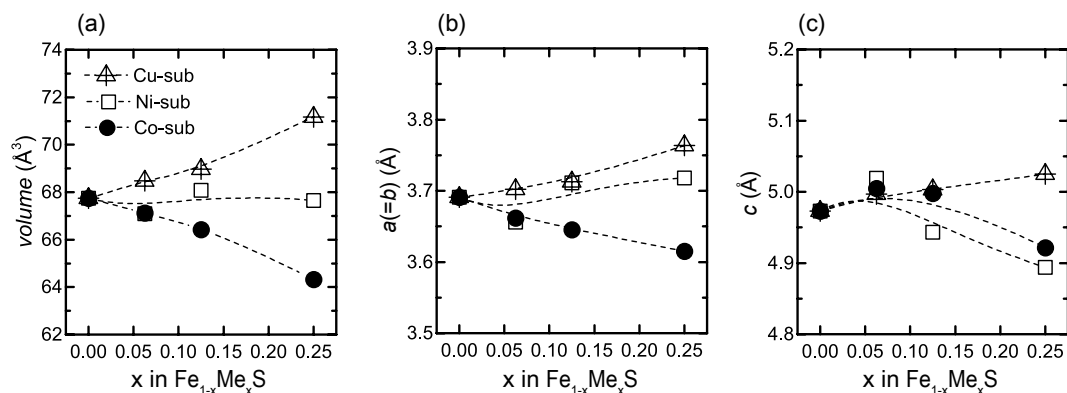 (a)
74
72
70
68
66
64
62
volume (Å³)
Cu-sub
Ni-sub
Co-sub
0.00 0.05 0.10 0.15 0.20 0.25
x in Fe₁₋ₓMeₓS
(b)
3.9
3.8
3.7
3.6
3.5
a(=b) (Å)
0.00 0.05 0.10 0.15 0.20 0.25
x in Fe₁₋ₓMeₓS
(c)
5.2
5.1
5.0
4.9
4.8
c (Å)
0.00 0.05 0.10 0.15 0.20 0.25
x in Fe₁₋ₓMeₓS